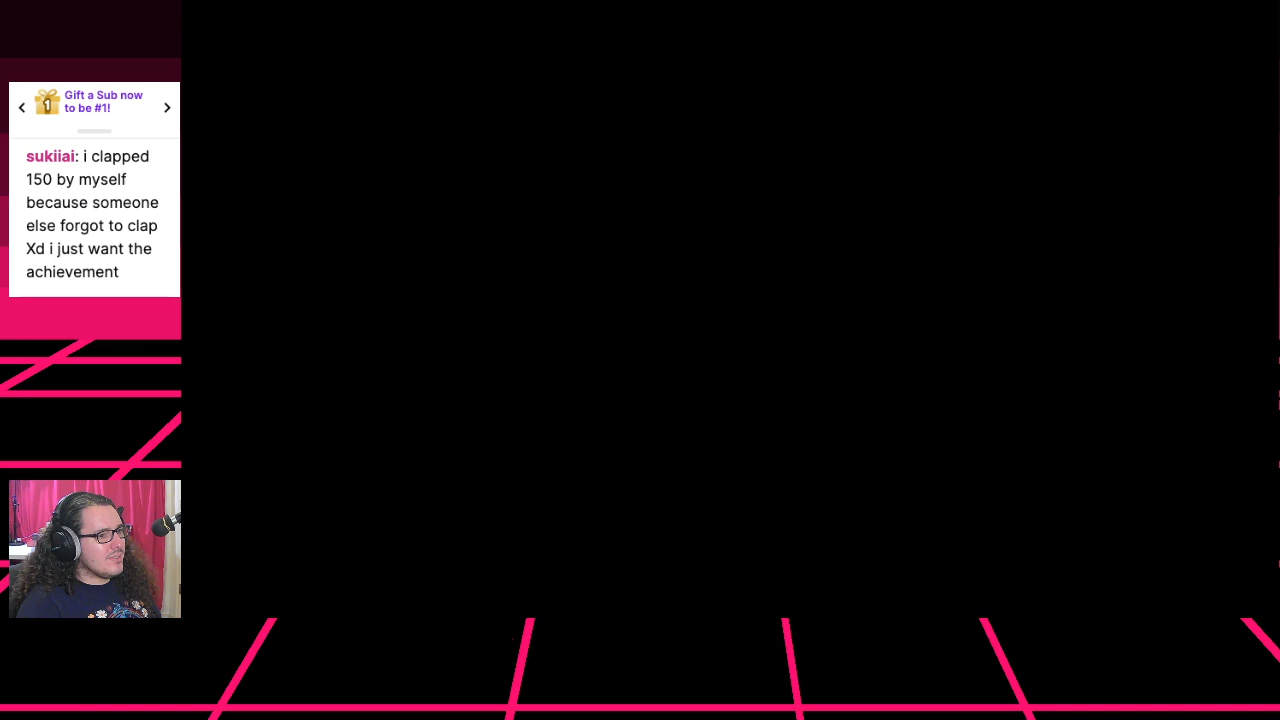 Gift a Sub now
to be #1!
1
sukiiai: i clapped
150 by myself
because someone
else forgot to clap
Xd i just want the
achievement